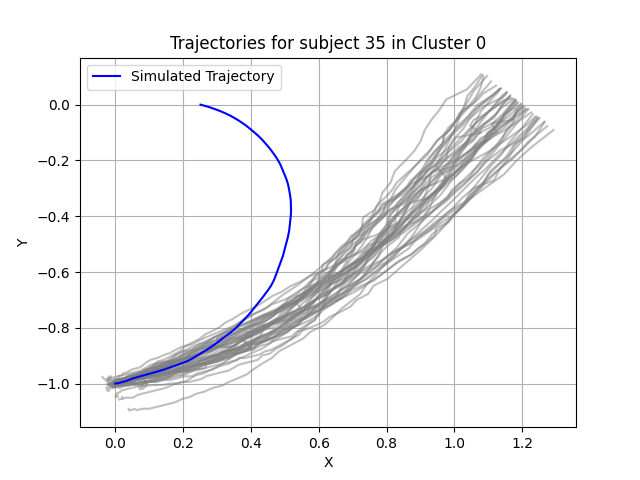 Trajectories for subject 35 in Cluster 0
Simulated Trajectory
0.0
−0.2
−0.4
−0.6
−0.8
−1.0
Y
0.0 0.2 0.4 0.6 0.8 1.0 1.2
X